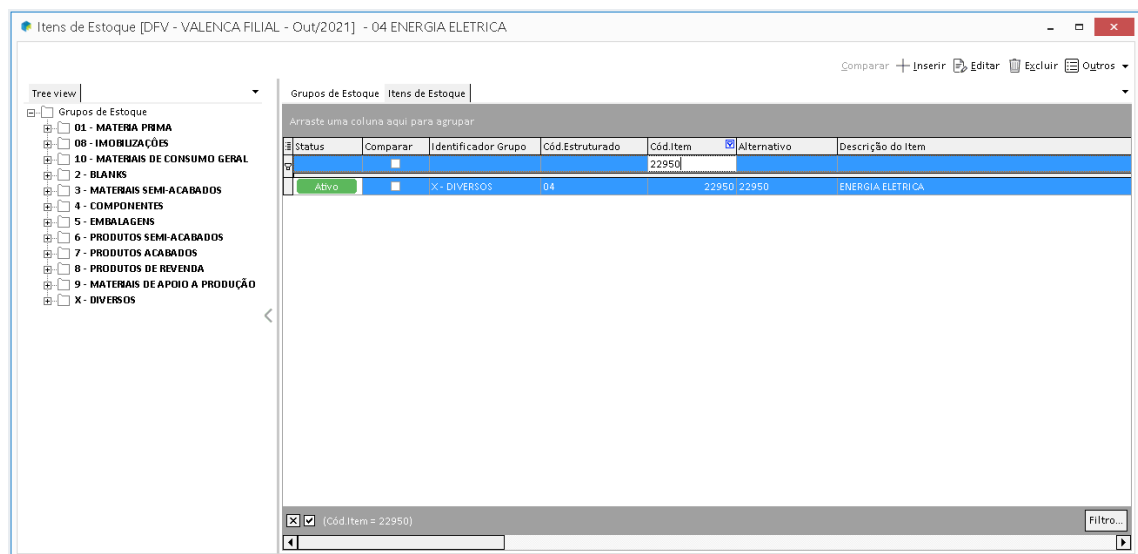 Itens de Estoque [DFV - VALENCA FILIAL - Out/2021] - 04 ENERGIA ELETRICA
Comparar Inserir Editar Excluir Outros
Tree view
Grupos de Estoque
01 - MATERIA PRIMA
08 - IMOBILIZAÇÕES
10 - MATERIAIS DE CONSUMO GERAL
2 - BLANKS
3 - MATERIAIS SEMI-ACABADOS
4 - COMPONENTES
5 - EMBALAGENS
6 - PRODUTOS SEMI-ACABADOS
7 - PRODUTOS ACABADOS
8 - PRODUTOS DE REVENDA
9 - MATERIAIS DE APOIO A PRODUÇÃO
X - DIVERSOS
Grupos de Estoque Itens de Estoque
Arraste uma coluna aqui para agrupar
Status Comparar Identificador Grupo Cód.Estruturado Cód.Item Alternativo Descrição do Item
22950
Ativo X - DIVERSOS 04 22950 22950 ENERGIA ELETRICA
(Cód.Item = 22950) Filtro...